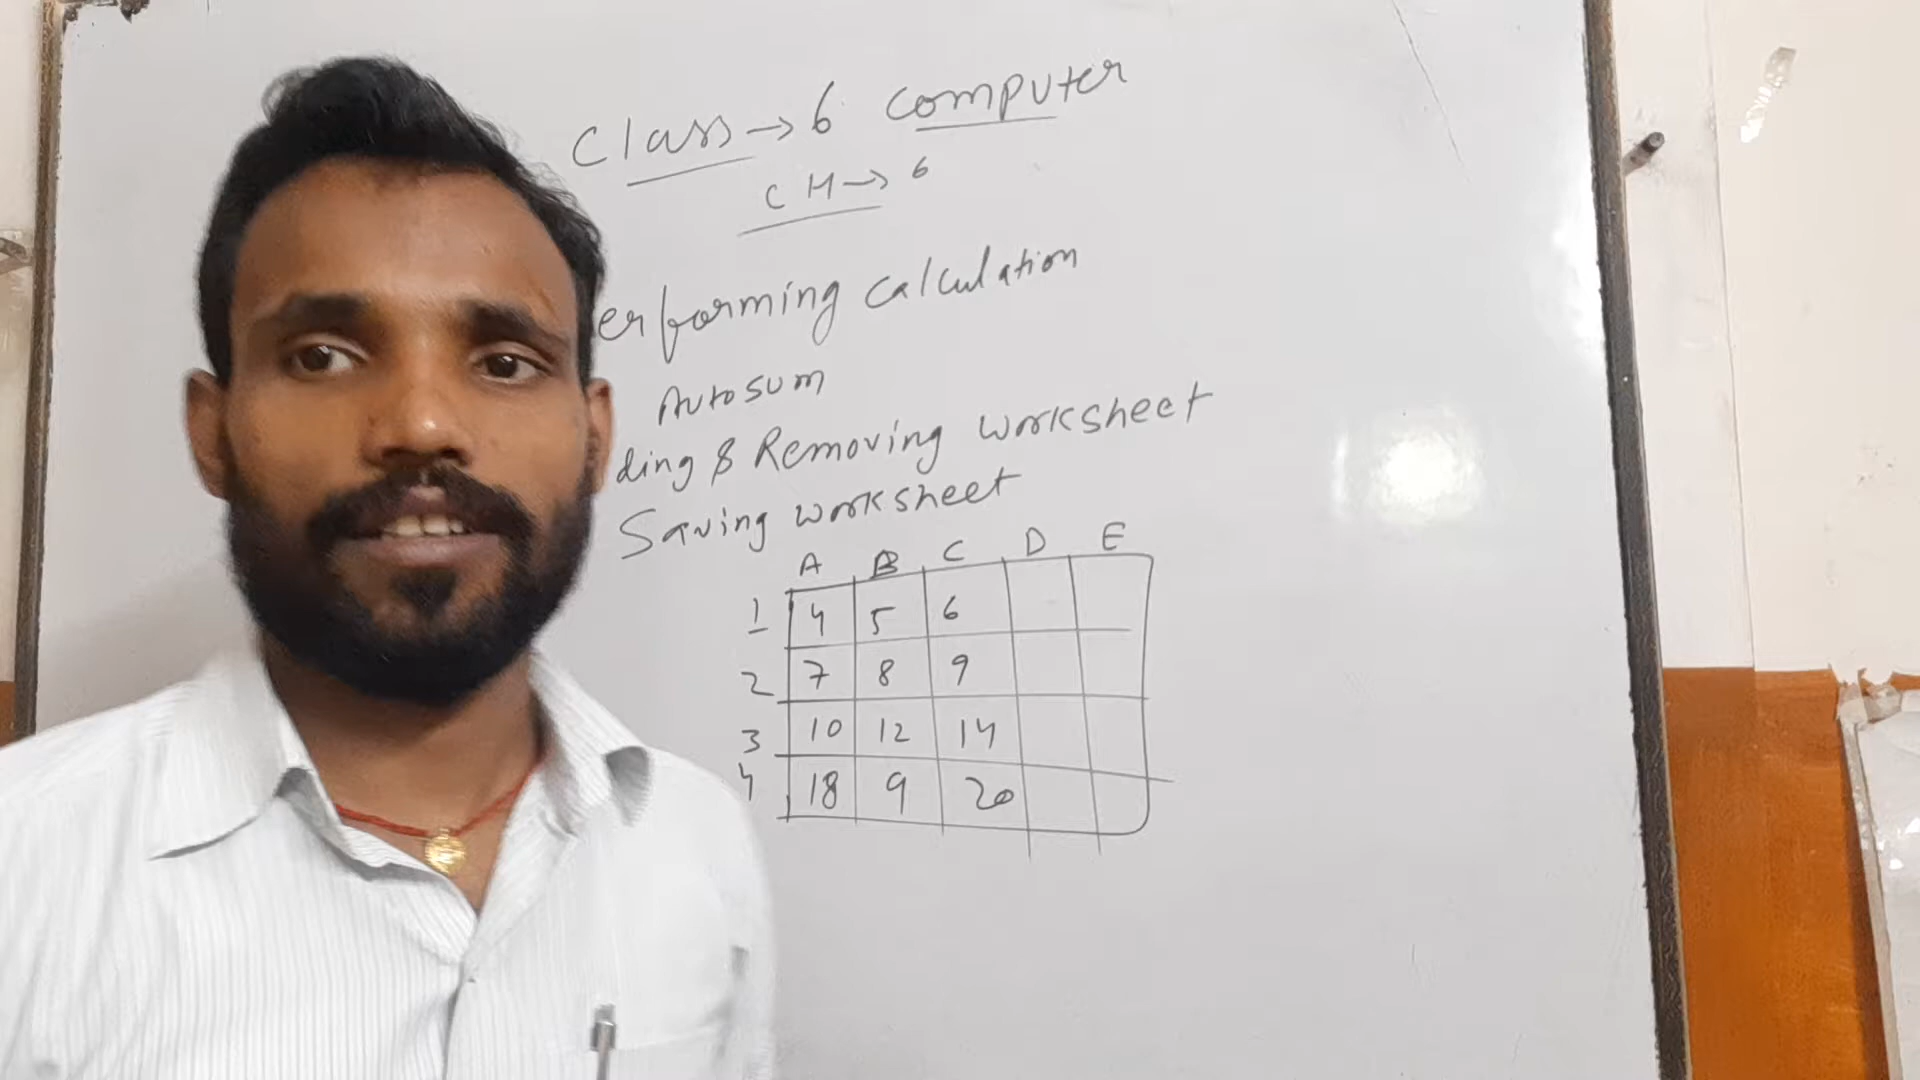 Class → 6 computer
CH → 6
erforming calculation
Autosum
ding & Removing worksheet
Saving worksheet
A B C D E
1 4 5 6
2 7 8 9
3 10 12 14
4 18 9 20